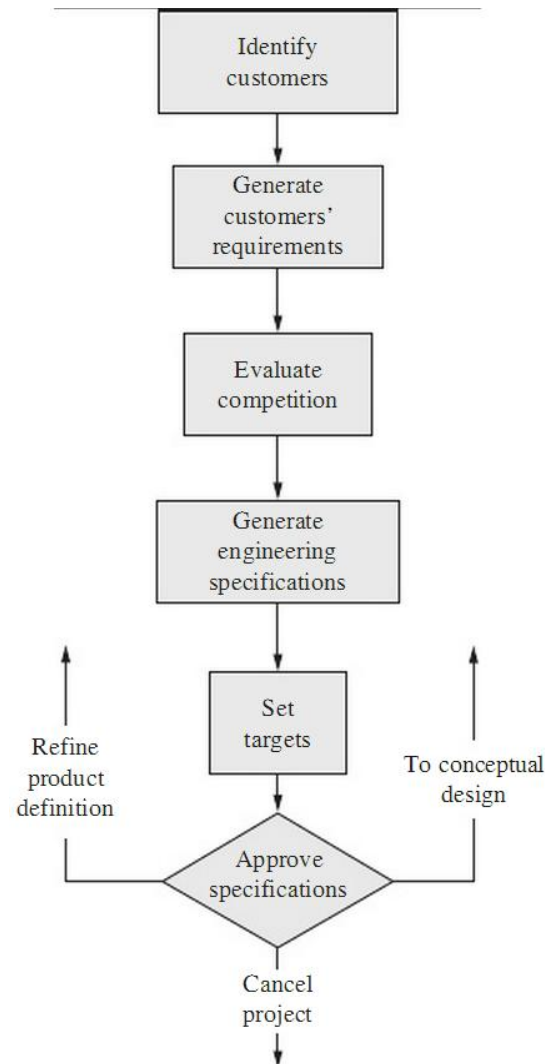 Identify
customers
Generate
customers’
requirements
Evaluate
competition
Generate
engineering
specifications
Set
targets
Refine
product
definition
To conceptual
design
Approve
specifications
Cancel
project